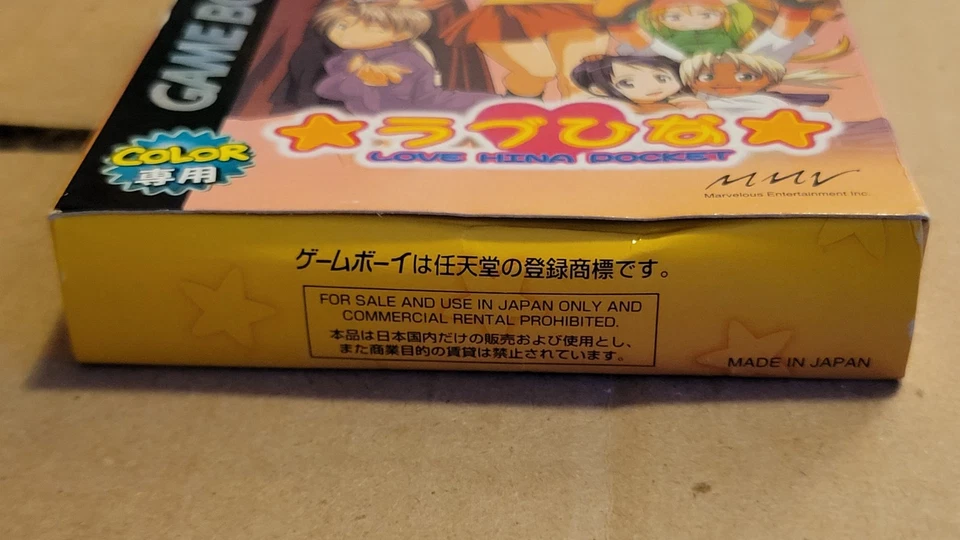 GAME BO
COLOR
専用
ラブひな
LOVE HINA POCKET
MMV
Marvelous Entertainment Inc.
ゲームボーイは任天堂の登録商標です。
FOR SALE AND USE IN JAPAN ONLY AND
COMMERCIAL RENTAL PROHIBITED.
本品は日本国内だけの販売および使用とし、
また商業目的の賃貸は禁止されています。
MADE IN JAPAN